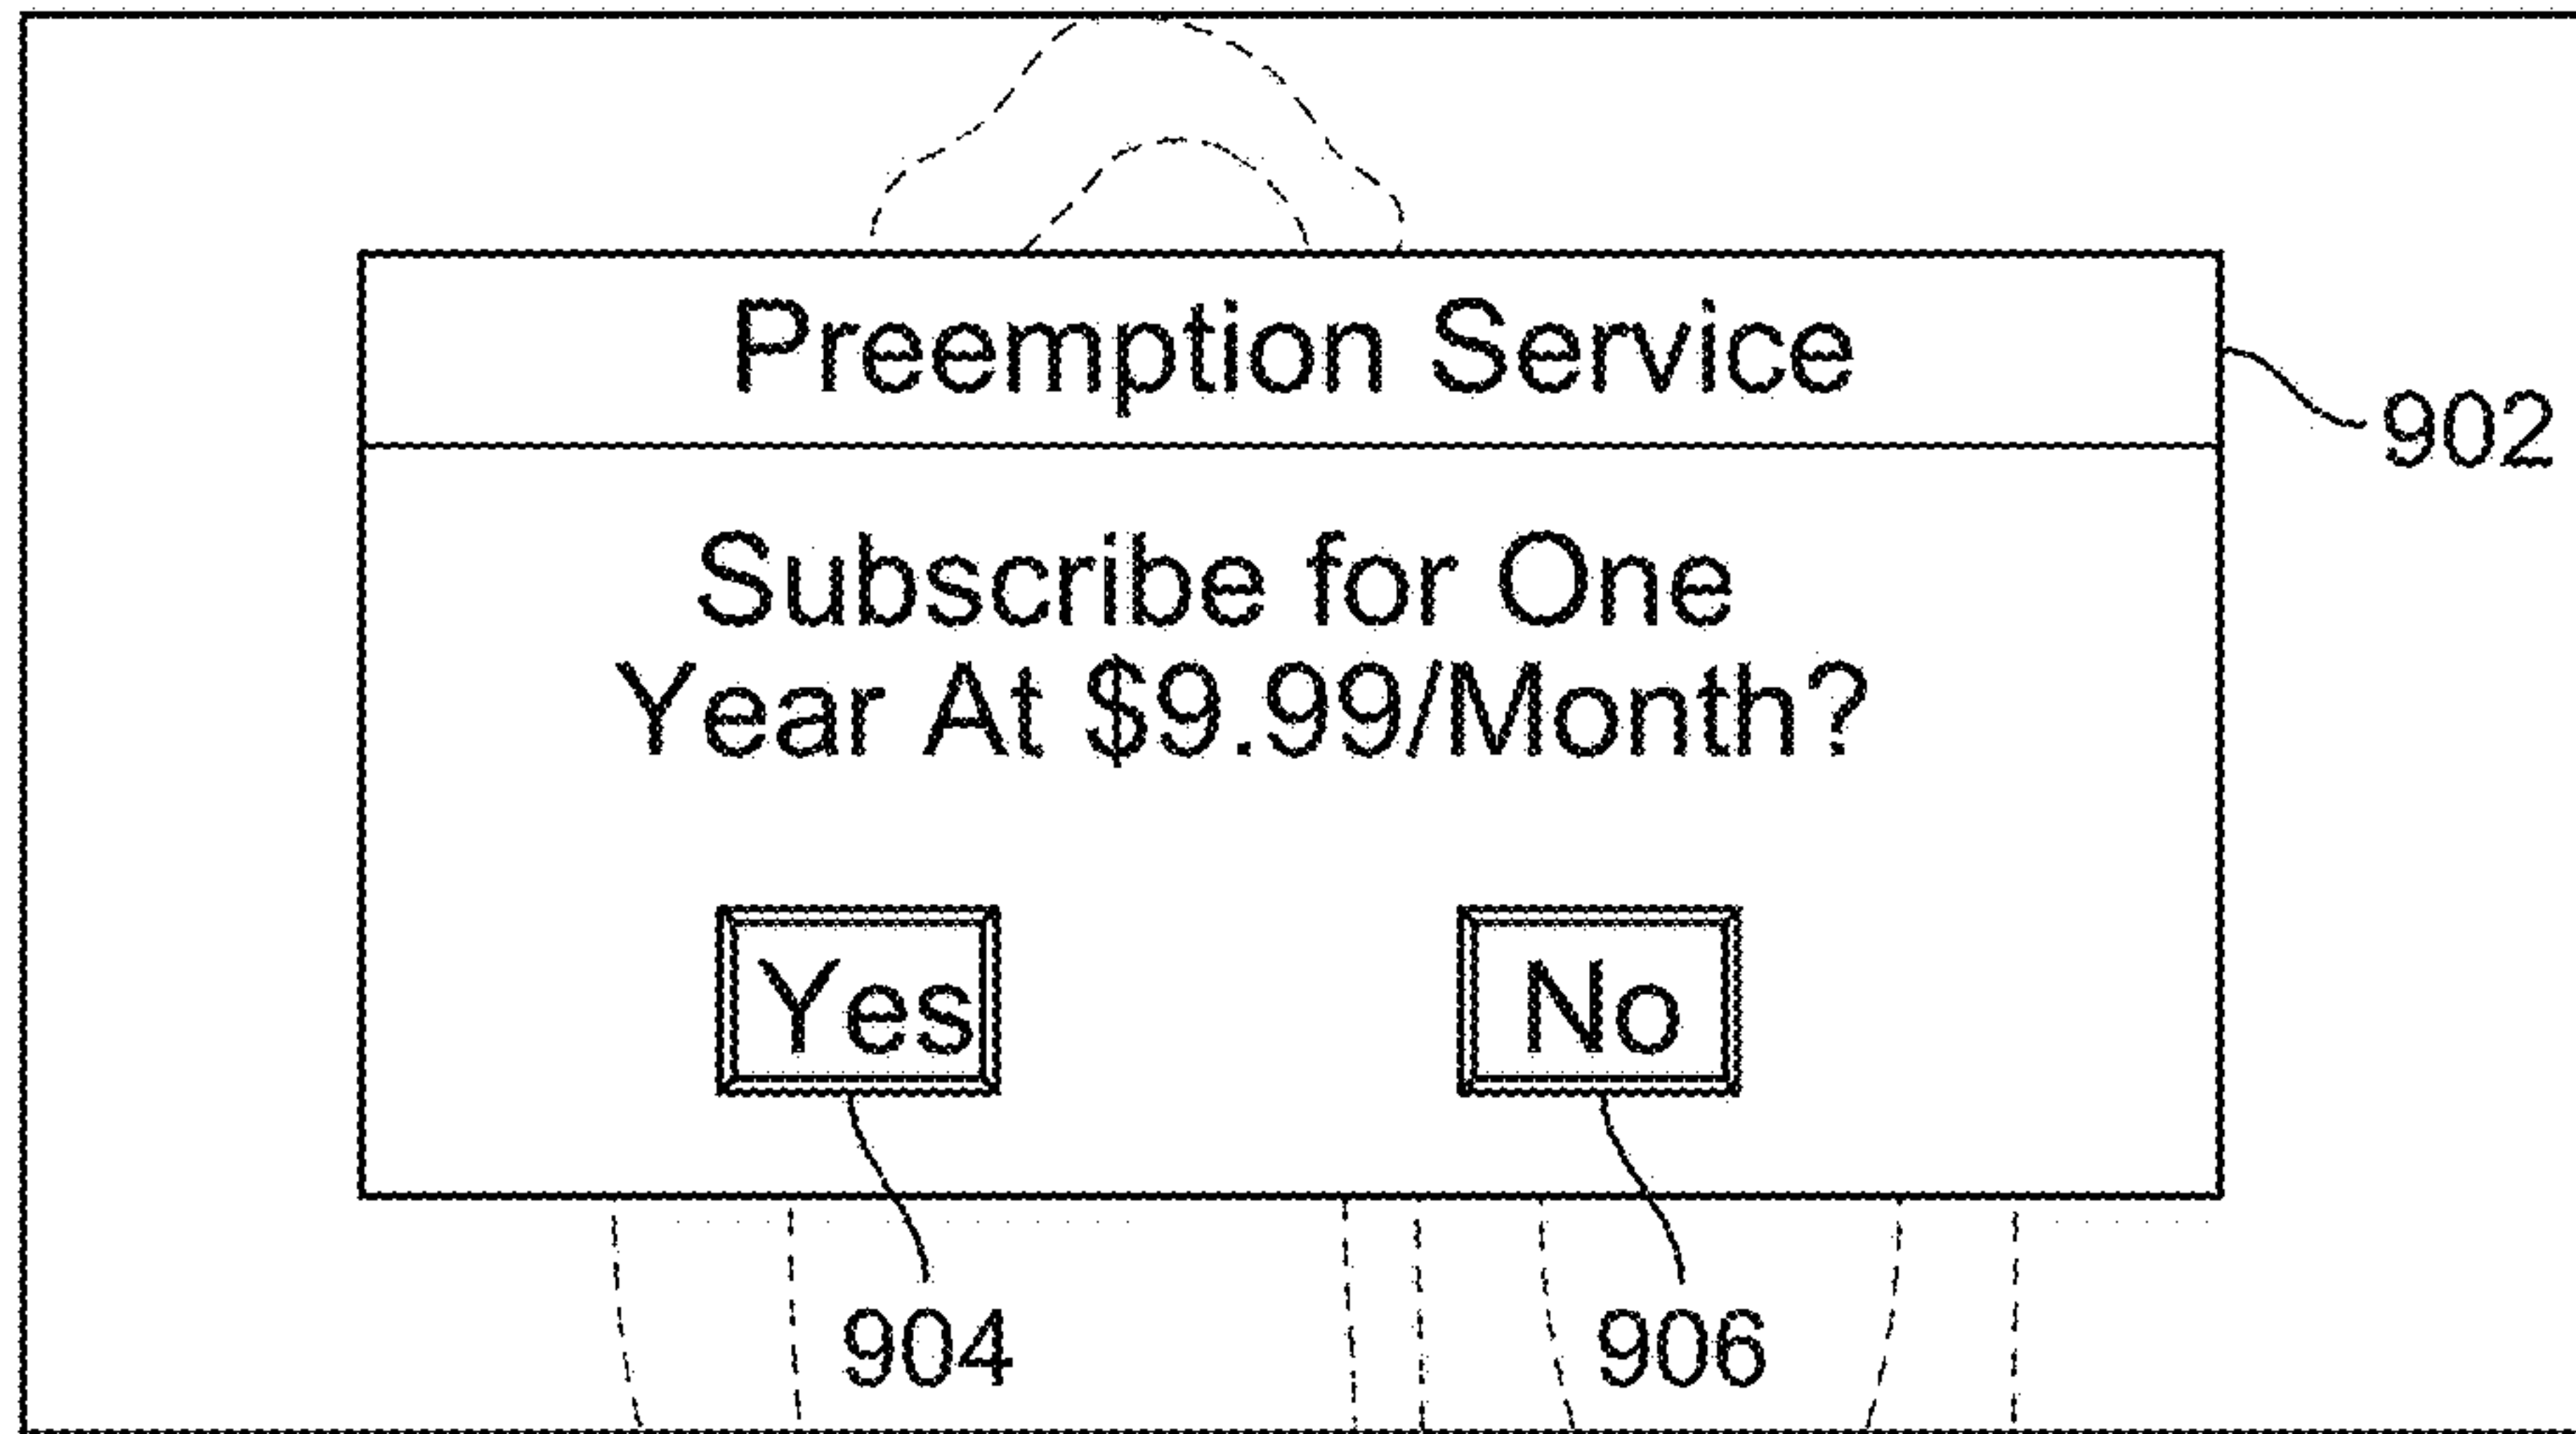 Preemption Service
902
Subscribe for One
Year At $9.99/Month?
Yes No
904 906